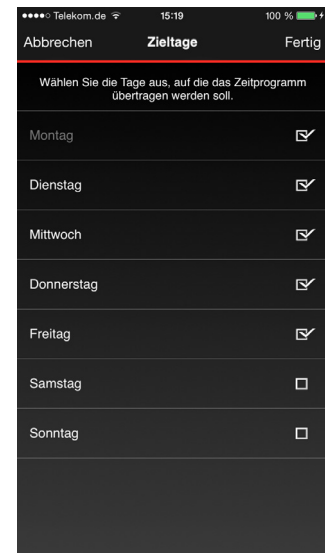 Telekom.de 15:19 100 %
Abbrechen Zieltage Fertig
Wählen Sie die Tage aus, auf die das Zeitprogramm
übertragen werden soll.
Montag
Dienstag
Mittwoch
Donnerstag
Freitag
Samstag
Sonntag